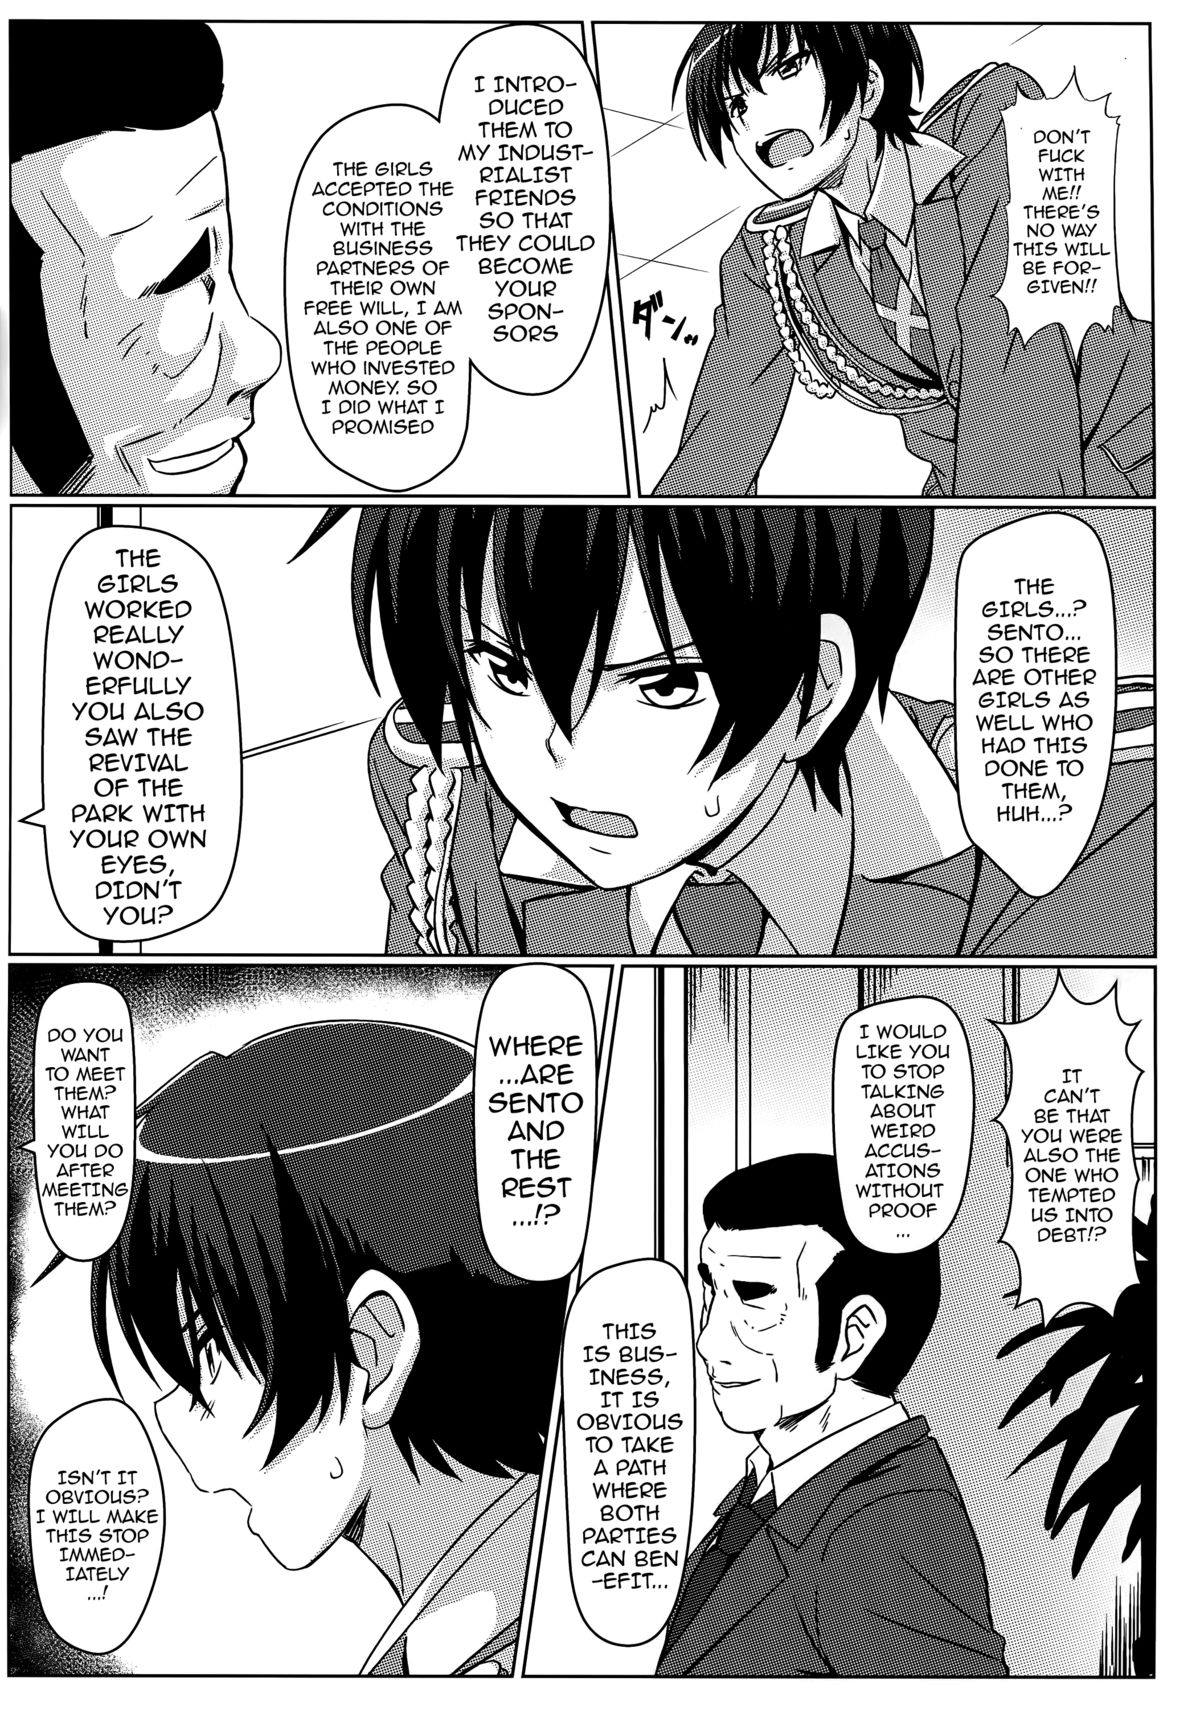 DON'T
FUCK
WITH
ME!!
THERE'S
NO WAY
THIS WILL
BE FOR-
GIVEN!!
ダーン
I INTRO-
DUCED
THEM TO
MY INDUST-
RIALIST
FRIENDS
SO THAT
THEY COULD
BECOME
YOUR
SPON-
SORS
THE GIRLS
ACCEPTED THE
CONDITIONS
WITH THE
BUSINESS
PARTNERS OF
THEIR OWN
FREE WILL, I AM
ALSO ONE OF
THE PEOPLE
WHO INVESTED
MONEY. SO
I DID WHAT I
PROMISED
THE
GIRLS...?
SENTO...
SO THERE
ARE OTHER
GIRLS AS
WELL WHO
HAD THIS
DONE TO
THEM,
HUH...?
THE
GIRLS
WORKED
REALLY
WOND-
ERFULLY
YOU ALSO
SAW THE
REVIVAL
OF THE
PARK WITH
YOUR OWN
EYES,
DIDN'T
YOU?
IT
CAN'T
BE THAT
YOU WERE
ALSO THE
ONE WHO
TEMPTED
US INTO
DEBT!?
I WOULD
LIKE YOU
TO STOP
TALKING
ABOUT
WEIRD
ACCUS-
ATIONS
WITHOUT
PROOF
...
THIS
IS BUS-
INESS,
IT IS
OBVIOUS
TO TAKE
A PATH
WHERE
BOTH
PARTIES
CAN BEN
-EFIT...
WHERE
...ARE
SENTO
AND
THE
REST
...!?
DO YOU
WANT
TO MEET
THEM?
WHAT
WILL
YOU DO
AFTER
MEETING
THEM?
ISN'T IT
OBVIOUS?
I WILL MAKE
THIS STOP
IMMED-
IATELY
...!